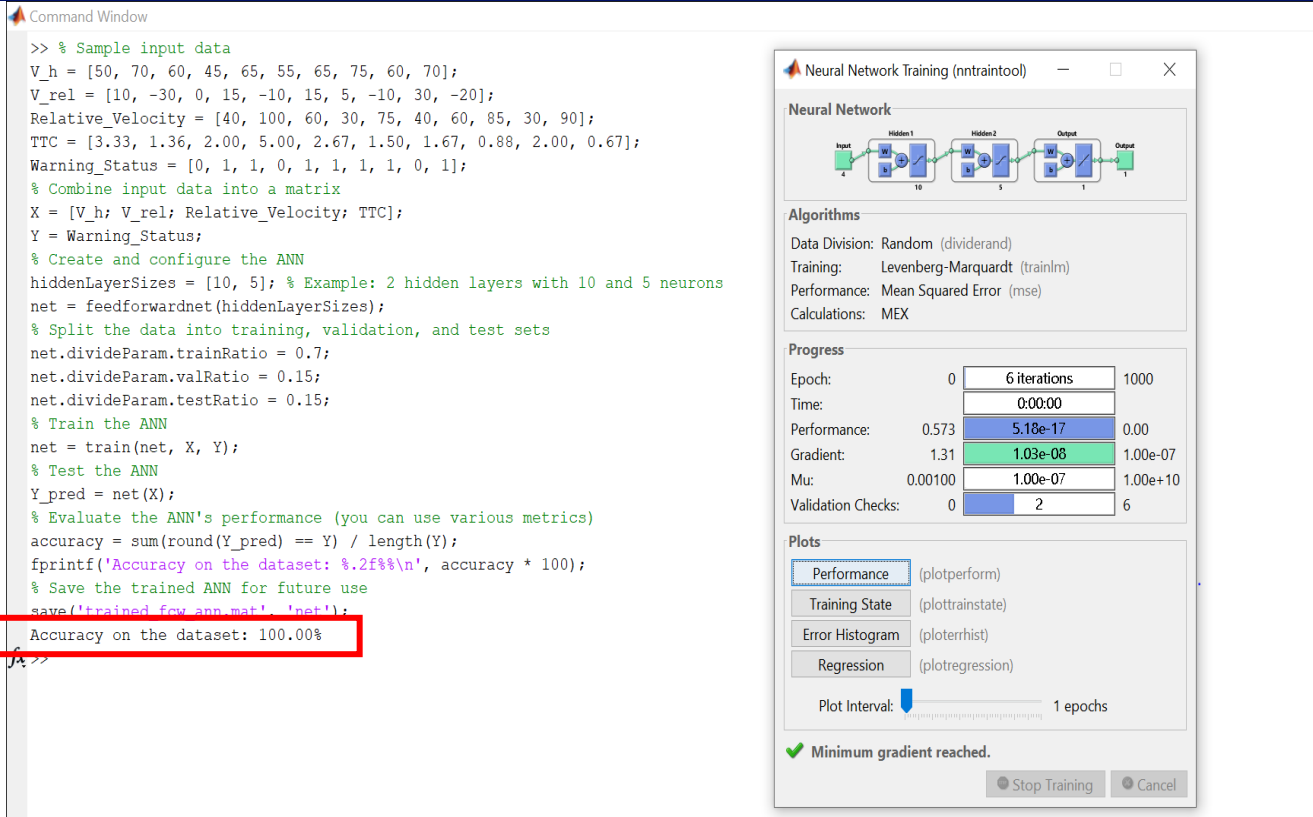 Command Window
>> % Sample input data
V_h = [50, 70, 60, 45, 65, 55, 65, 75, 60, 70];
V_rel = [10, -30, 0, 15, -10, 15, 5, -10, 30, -20];
Relative_Velocity = [40, 100, 60, 30, 75, 40, 60, 85, 30, 90];
TTC = [3.33, 1.36, 2.00, 5.00, 2.67, 1.50, 1.67, 0.88, 2.00, 0.67];
Warning_Status = [0, 1, 1, 0, 1, 1, 1, 1, 0, 1];
% Combine input data into a matrix
X = [V_h; V_rel; Relative_Velocity; TTC];
Y = Warning_Status;
% Create and configure the ANN
hiddenLayerSizes = [10, 5]; % Example: 2 hidden layers with 10 and 5 neurons
net = feedforwardnet(hiddenLayerSizes);
% Split the data into training, validation, and test sets
net.divideParam.trainRatio = 0.7;
net.divideParam.valRatio = 0.15;
net.divideParam.testRatio = 0.15;
% Train the ANN
net = train(net, X, Y);
% Test the ANN
Y_pred = net(X);
% Evaluate the ANN's performance (you can use various metrics)
accuracy = sum(round(Y_pred) == Y) / length(Y);
fprintf('Accuracy on the dataset: %.2f%%\n', accuracy * 100);
% Save the trained ANN for future use
save('trained_fcw_ann.mat', 'net');
Accuracy on the dataset: 100.00%
fx >>
Neural Network Training (nntraintool)
Neural Network
Hidden 1 Hidden 2 Output
Input W W W Output
b b b
4 10 5 1 1
Algorithms
Data Division: Random (dividerand)
Training: Levenberg-Marquardt (trainlm)
Performance: Mean Squared Error (mse)
Calculations: MEX
Progress
Epoch: 0 6 iterations 1000
Time: 0:00:00
Performance: 0.573 5.18e-17 0.00
Gradient: 1.31 1.03e-08 1.00e-07
Mu: 0.00100 1.00e-07 1.00e+10
Validation Checks: 0 2 6
Plots
Performance (plotperform)
Training State (plottrainstate)
Error Histogram (ploterrhist)
Regression (plotregression)
Plot Interval: 1 epochs
Minimum gradient reached.
Stop Training Cancel